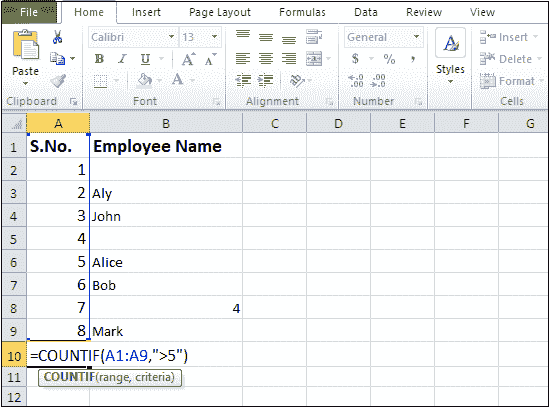 File Home Insert Page Layout Formulas Data Review View
Paste
Calibri 13
B I U A A A
General
$ % ,
Styles
Insert
Delete
Format
Clipboard Font Alignment Number Cells
A B C D E F G
1 S.No. Employee Name
2 1
3 2 Aly
4 3 John
5 4
6 5 Alice
7 6 Bob
8 7 4
9 8 Mark
10 =COUNTIF(A1:A9,">5")
11 COUNTIF(range, criteria)
12